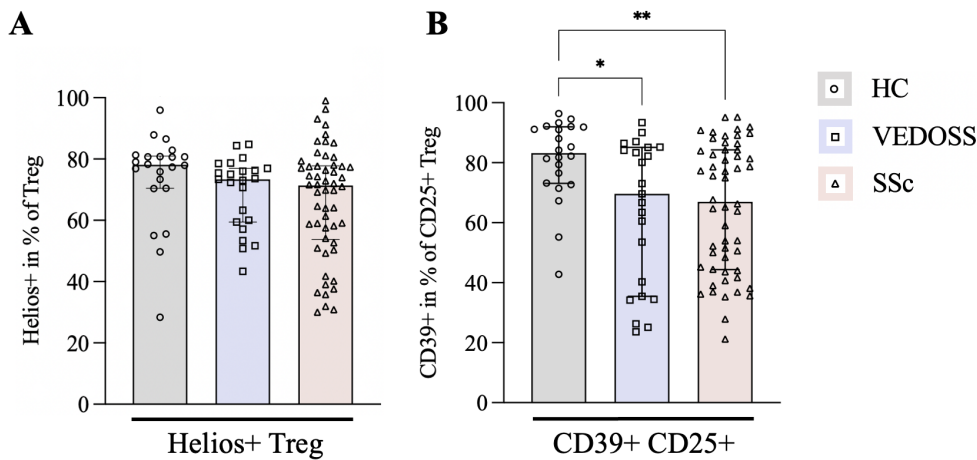 A
Helios+ in % of Treg
100
80
60
40
20
0
Helios+ Treg
B
**
*
CD39+ in % of CD25+ Treg
100
80
60
40
20
0
CD39+ CD25+
HC
VEDOSS
SSc